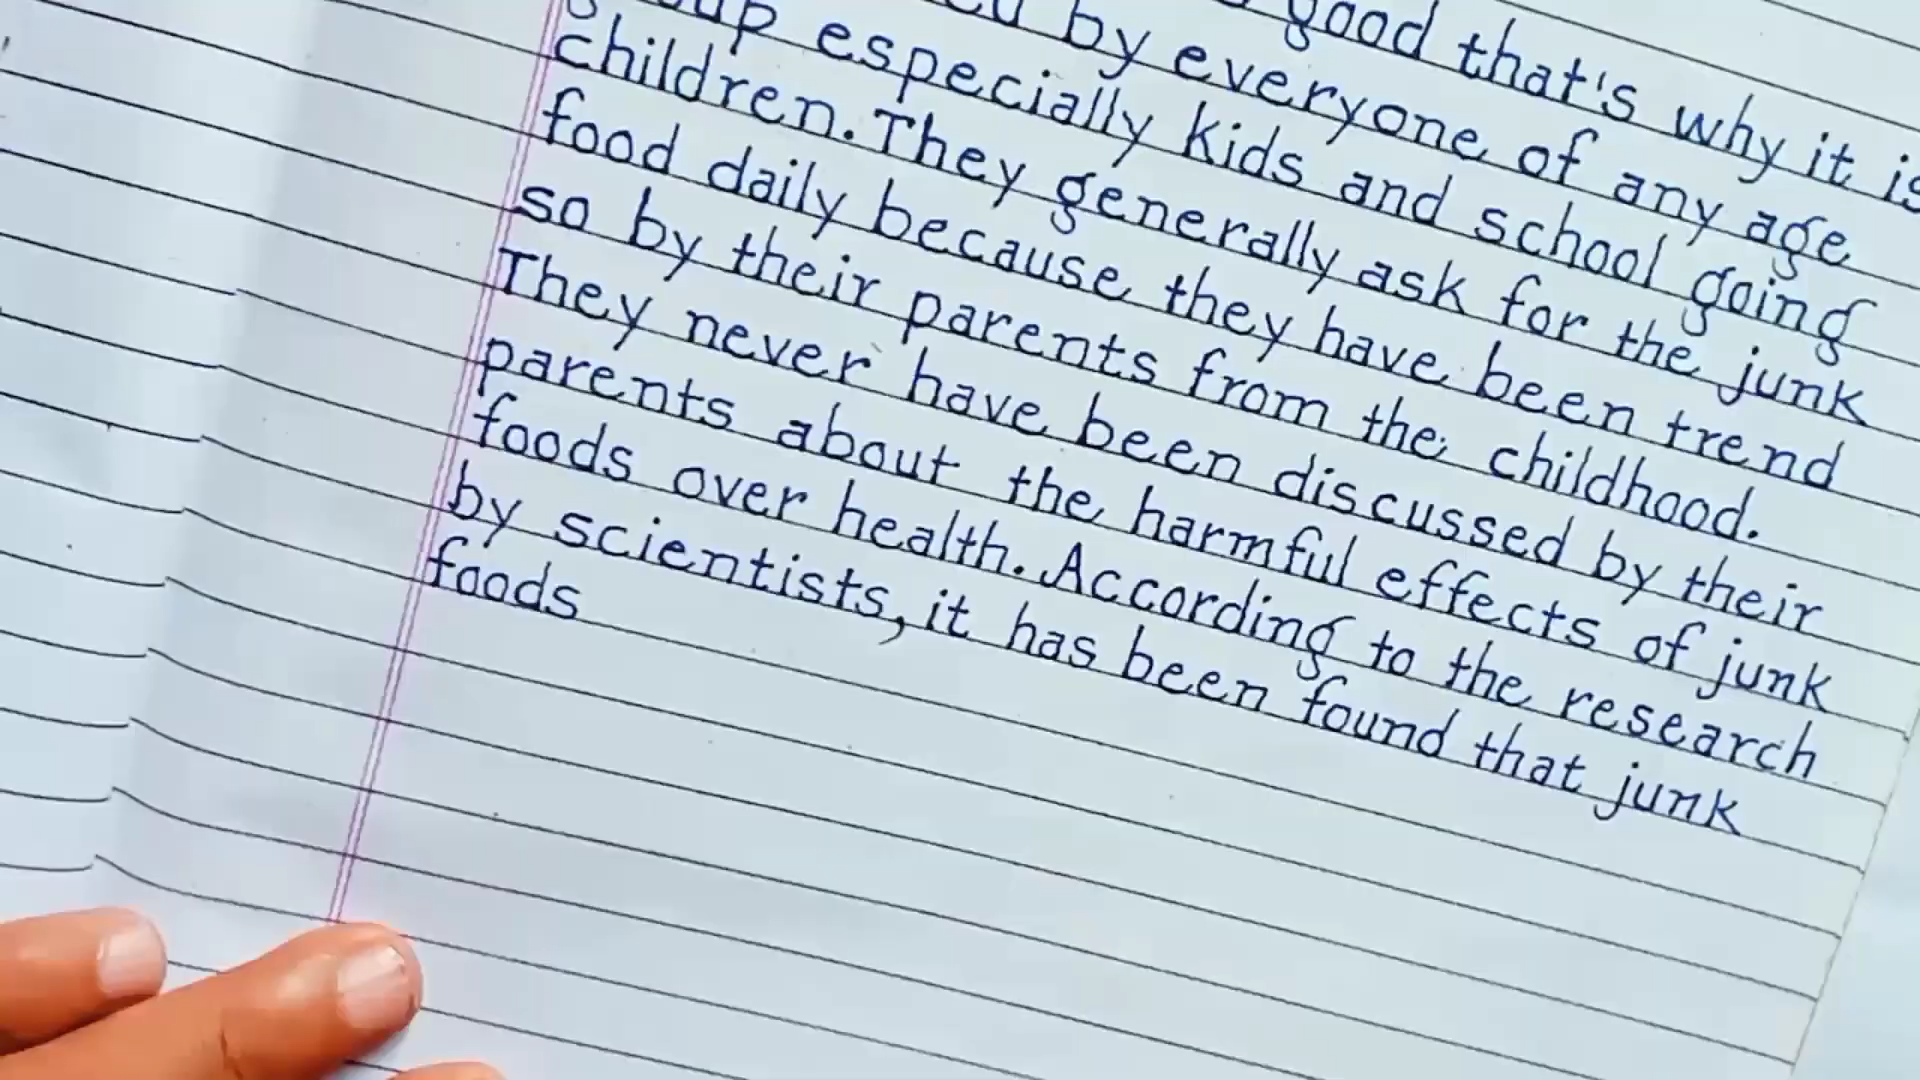 good that's why it is
by everyone of any age
especially kids and school going
children. They generally ask for the junk
food daily because they have been trend
so by their parents from the childhood.
They never have been discussed by their
parents about the harmful effects of junk
foods over health. According to the research
by scientists, it has been found that junk
foods